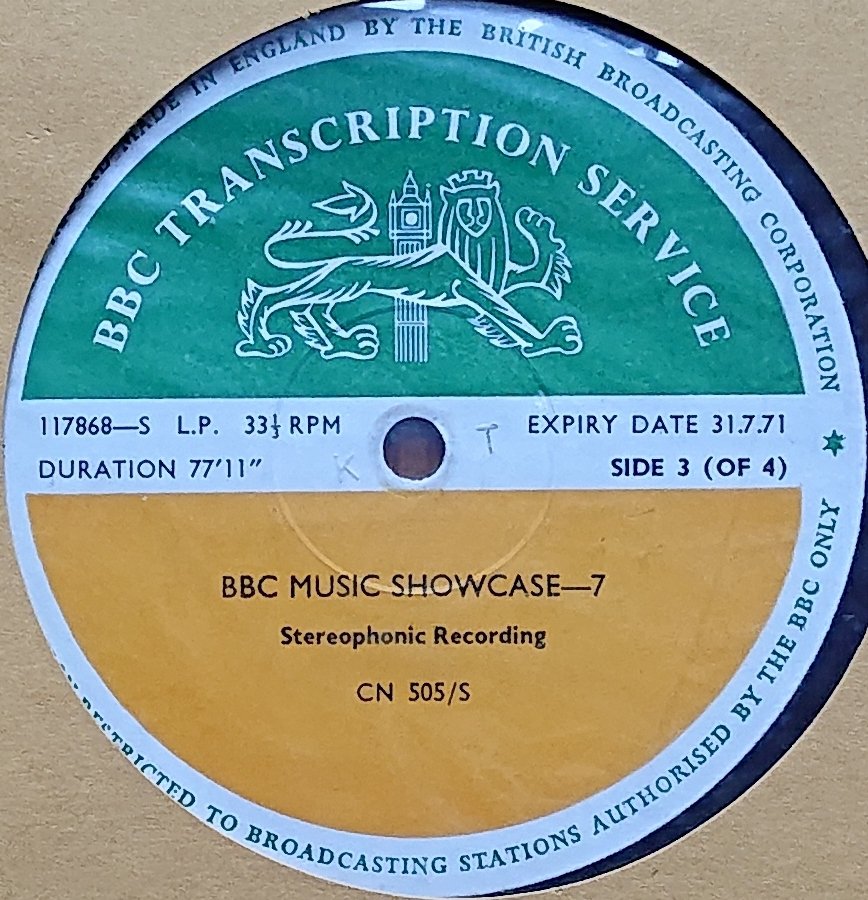 MADE IN ENGLAND BY THE BRITISH BROADCASTING CORPORATION
BBC TRANSCRIPTION SERVICE
117868—S L.P. 33⅓ RPM
EXPIRY DATE 31.7.71
DURATION 77'11"
SIDE 3 (OF 4)
K T
BBC MUSIC SHOWCASE—7
Stereophonic Recording
CN 505/S
RESTRICTED TO BROADCASTING STATIONS AUTHORISED BY THE BBC ONLY